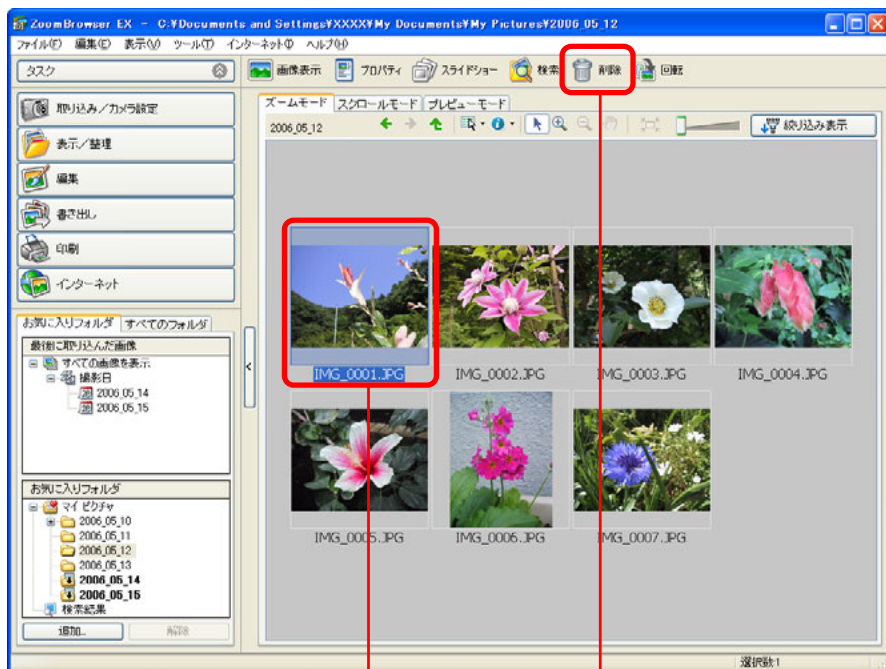 ZoomBrowser EX - C:¥Documents and Settings¥XXXXX¥My Documents¥My Pictures¥2006_05_12
ファイル(F) 編集(E) 表示(V) ツール(T) インターネット(I) ヘルプ(H)
タスク
画像表示 プロパティ スライドショー 検索 削除 回転
取り込み／カメラ設定
表示／整理
編集
書き出し
印刷
インターネット
ズームモード スクロールモード プレビューモード
2006_05_12
絞り込み表示
IMG_0001.JPG IMG_0002.JPG IMG_0003.JPG IMG_0004.JPG
IMG_0005.JPG IMG_0006.JPG IMG_0007.JPG
お気に入りフォルダ すべてのフォルダ
最後に取り込んだ画像
すべての画像を表示
撮影日
2006_05_14
2006_05_15
お気に入りフォルダ
マイ ピクチャ
2006_05_10
2006_05_11
2006_05_12
2006_05_13
2006_05_14
2006_05_15
検索結果
追加... 解除
選択数:1